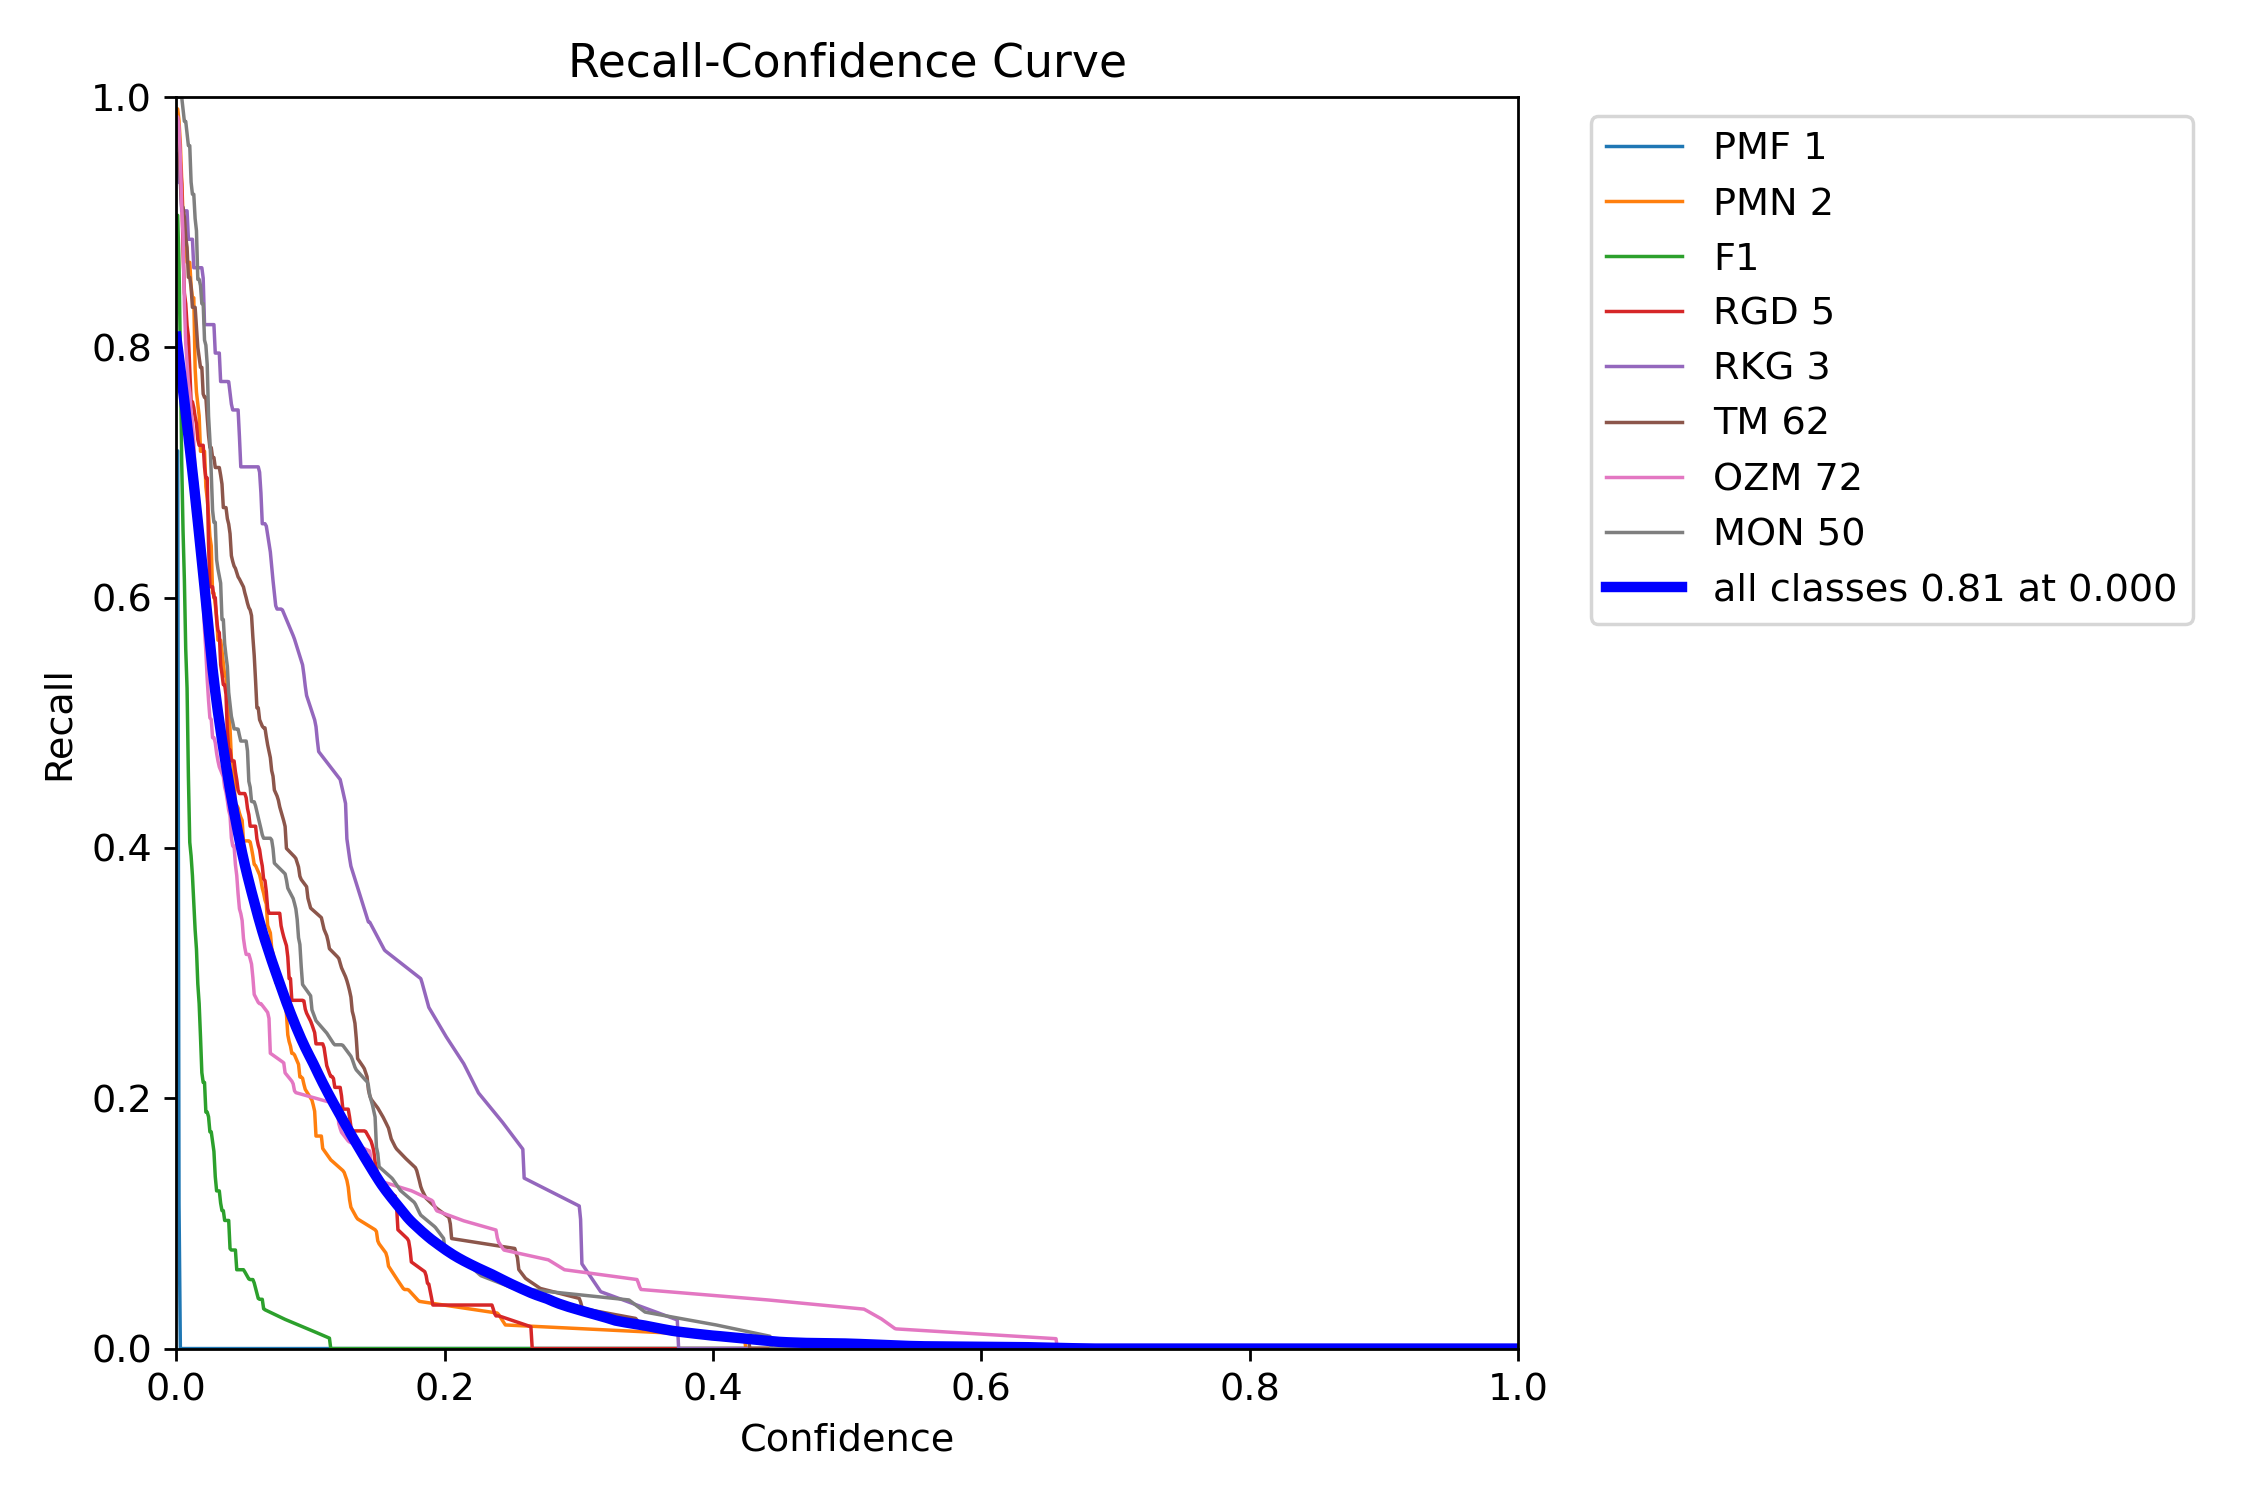 Recall-Confidence Curve
1.0
0.8
0.6
0.4
0.2
0.0
Recall
0.0 0.2 0.4 0.6 0.8 1.0
Confidence
PMF 1
PMN 2
F1
RGD 5
RKG 3
TM 62
OZM 72
MON 50
all classes 0.81 at 0.000